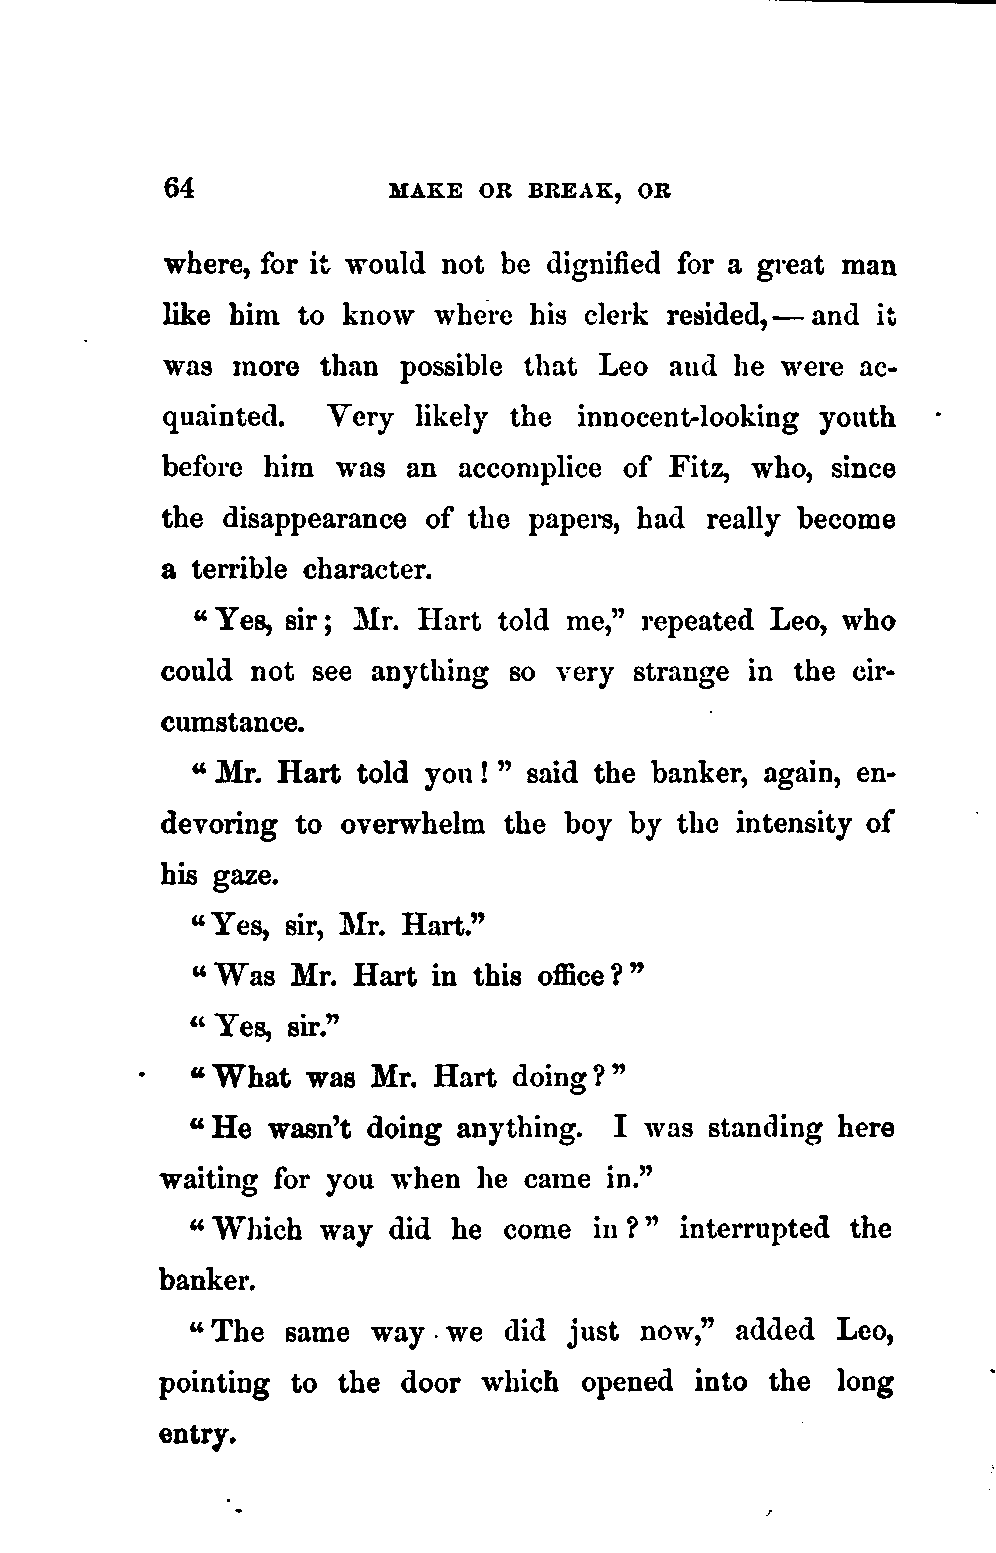 64 MAKE OR BREAK, OR
where, for it would not be dignified for a great man
like him to know where his clerk resided,— and it
was more than possible that Leo and he were ac-
quainted. Very likely the innocent-looking youth
before him was an accomplice of Fitz, who, since
the disappearance of the papers, had really become
a terrible character.
“Yes, sir; Mr. Hart told me,” repeated Leo, who
could not see anything so very strange in the cir-
cumstance.
“Mr. Hart told you!” said the banker, again, en-
devoring to overwhelm the boy by the intensity of
his gaze.
“Yes, sir, Mr. Hart.”
“Was Mr. Hart in this office?”
“Yes, sir.”
“What was Mr. Hart doing?”
“He wasn’t doing anything. I was standing here
waiting for you when he came in.”
“Which way did he come in?” interrupted the
banker.
“The same way we did just now,” added Leo,
pointing to the door which opened into the long
entry.